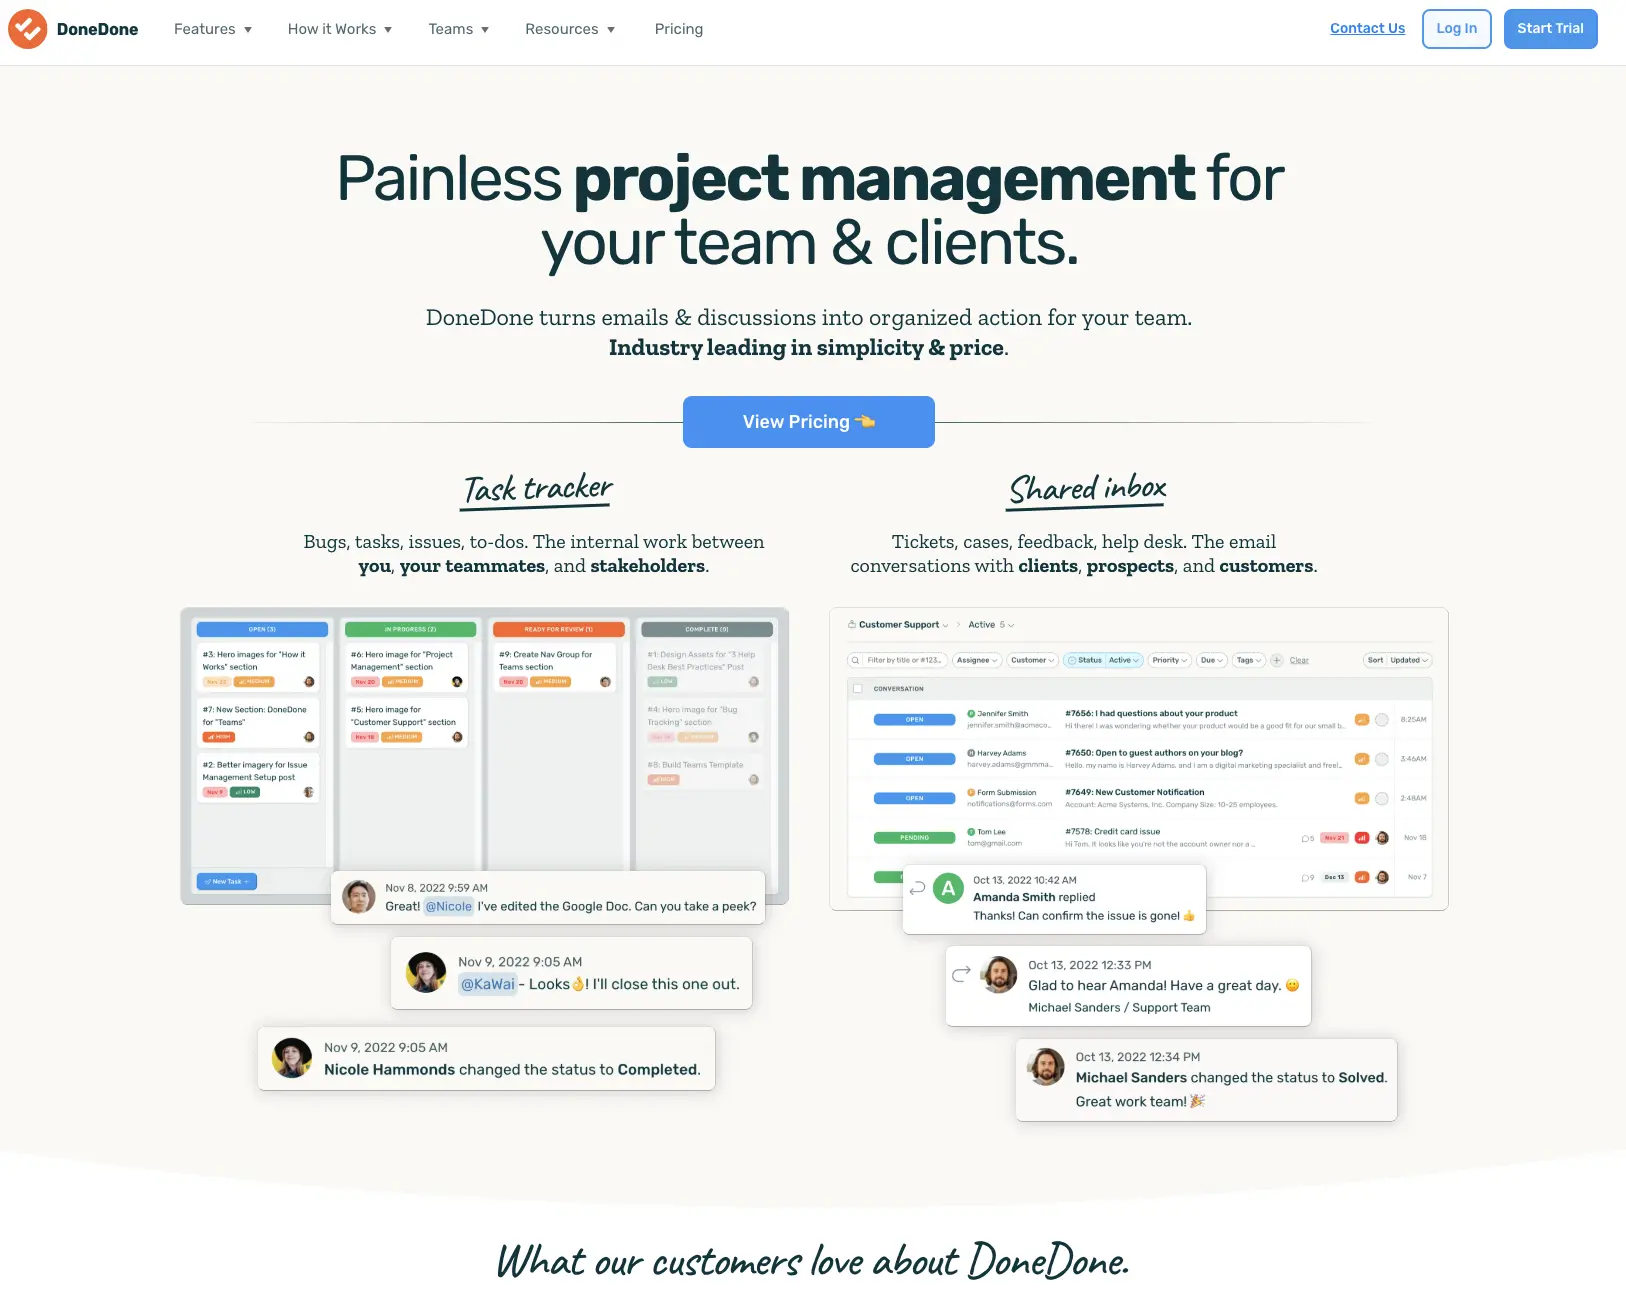 DoneDone
Features
How it Works
Teams
Resources
Pricing
Contact Us
Log In
Start Trial
Painless project management for
your team & clients.
DoneDone turns emails & discussions into organized action for your team.
Industry leading in simplicity & price.
View Pricing 👈
Task tracker
Bugs, tasks, issues, to-dos. The internal work between
you, your teammates, and stakeholders.
OPEN (3)
#3: Hero images for "How it
Works" section
Nov 22 MEDIUM
#7: New Section: DoneDone
for "Teams"
HIGH
#2: Better imagery for Issue
Management Setup post
Nov 9 LOW
New Task
IN PROGRESS (2)
#6: Hero image for "Project
Management" section
Nov 20 MEDIUM
#5: Hero image for
"Customer Support" section
Nov 18 MEDIUM
READY FOR REVIEW (1)
#9: Create Nav Group for
Teams section
Nov 20 MEDIUM
COMPLETE (9)
#1: Design Assets for "3 Help
Desk Best Practices" Post
LOW
#4: Hero image for "Bug
Tracking" section
MEDIUM
#8: Build Teams Template
HIGH
Nov 8, 2022 9:59 AM
Great! @Nicole I've edited the Google Doc. Can you take a peek?
Nov 9, 2022 9:05 AM
@KaWai - Looks👌! I'll close this one out.
Nov 9, 2022 9:05 AM
Nicole Hammonds changed the status to Completed.
Shared inbox
Tickets, cases, feedback, help desk. The email
conversations with clients, prospects, and customers.
Customer Support
Active 5
Filter by title or #123...
Assignee
Customer
Status Active
Priority
Due
Tags
+
Clear
Sort Updated
CONVERSATION
OPEN
Jennifer Smith
jennifer.smith@acmeco...
#7656: I had questions about your product
Hi there! I was wondering whether your product would be a good fit for our small b...
8:25AM
OPEN
H Harvey Adams
harvey.adams@gmmma...
#7650: Open to guest authors on your blog?
Hello, my name is Harvey Adams, and I am a digital marketing specialist and freel...
3:46AM
OPEN
F Form Submission
notifications@forms.com
#7649: New Customer Notification
Account: Acme Systems, Inc. Company Size: 10-25 employees.
2:48AM
PENDING
T Tom Lee
tom@gmail.com
#7578: Credit card issue
Hi Tom, It looks like you're not the account owner nor a ...
5 Nov 21
Nov 18
9 Dec 13
Nov 7
A
Oct 13, 2022 10:42 AM
Amanda Smith replied
Thanks! Can confirm the issue is gone! 👍
Oct 13, 2022 12:33 PM
Glad to hear Amanda! Have a great day. 🙂
Michael Sanders / Support Team
Oct 13, 2022 12:34 PM
Michael Sanders changed the status to Solved.
Great work team! 🎉
What our customers love about DoneDone.